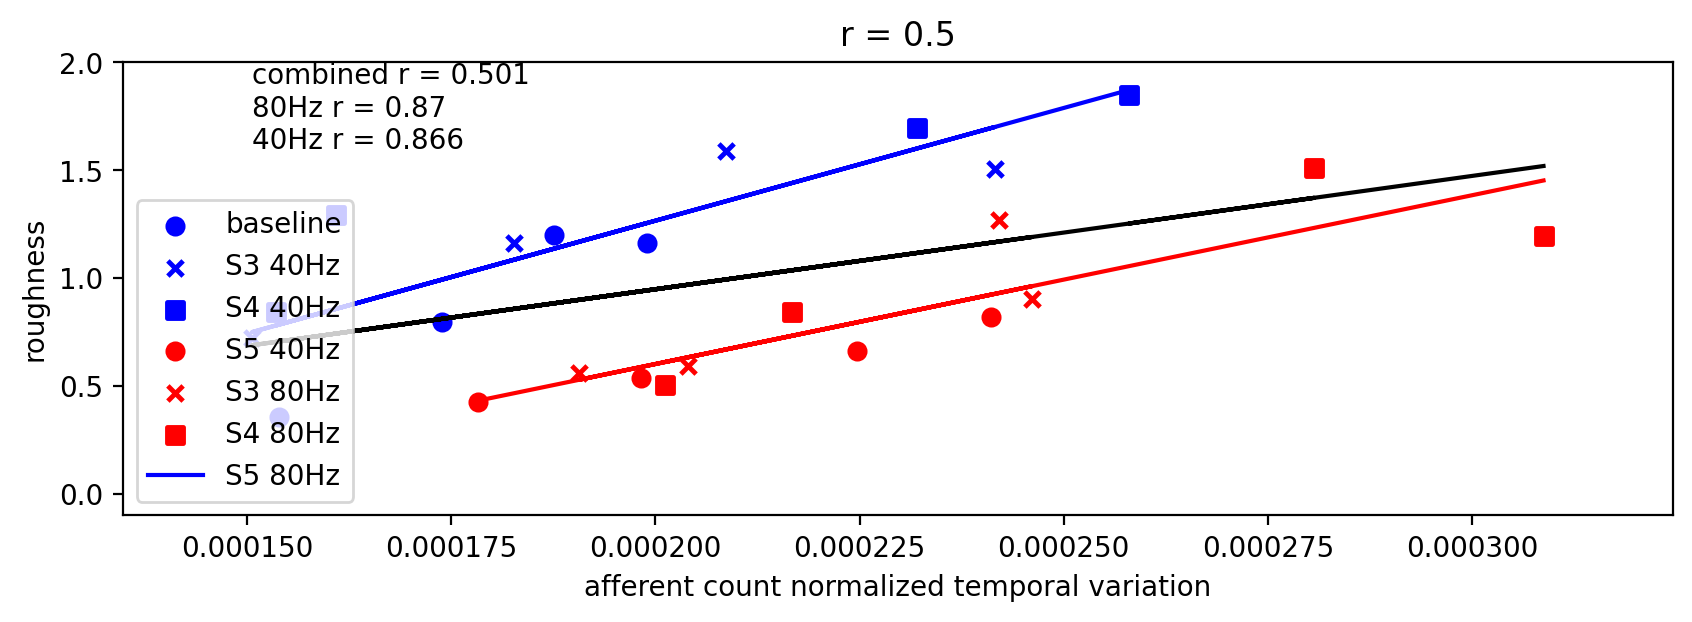 r = 0.5
combined r = 0.501
80Hz r = 0.87
40Hz r = 0.866
roughness
2.0
1.5
1.0
0.5
0.0
baseline
S3 40Hz
S4 40Hz
S5 40Hz
S3 80Hz
S4 80Hz
S5 80Hz
0.000150 0.000175 0.000200 0.000225 0.000250 0.000275 0.000300
afferent count normalized temporal variation